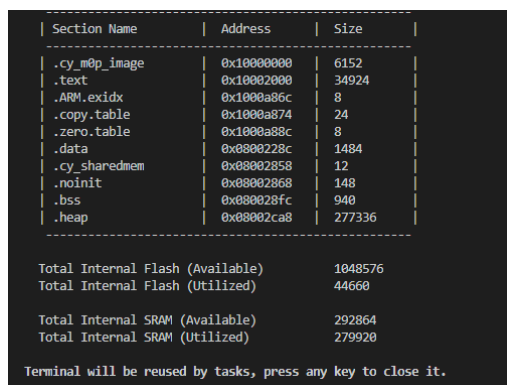 | Section Name | Address | Size |
| .cy_m0p_image | 0x10000000 | 6152 |
| .text | 0x10002000 | 34924 |
| .ARM.exidx | 0x1000a86c | 8 |
| .copy.table | 0x1000a874 | 24 |
| .zero.table | 0x1000a88c | 8 |
| .data | 0x0800228c | 1484 |
| .cy_sharedmem | 0x08002858 | 12 |
| .noinit | 0x08002868 | 148 |
| .bss | 0x080028fc | 940 |
| .heap | 0x08002ca8 | 277336 |
Total Internal Flash (Available) 1048576
Total Internal Flash (Utilized) 44660
Total Internal SRAM (Available) 292864
Total Internal SRAM (Utilized) 279920
Terminal will be reused by tasks, press any key to close it.